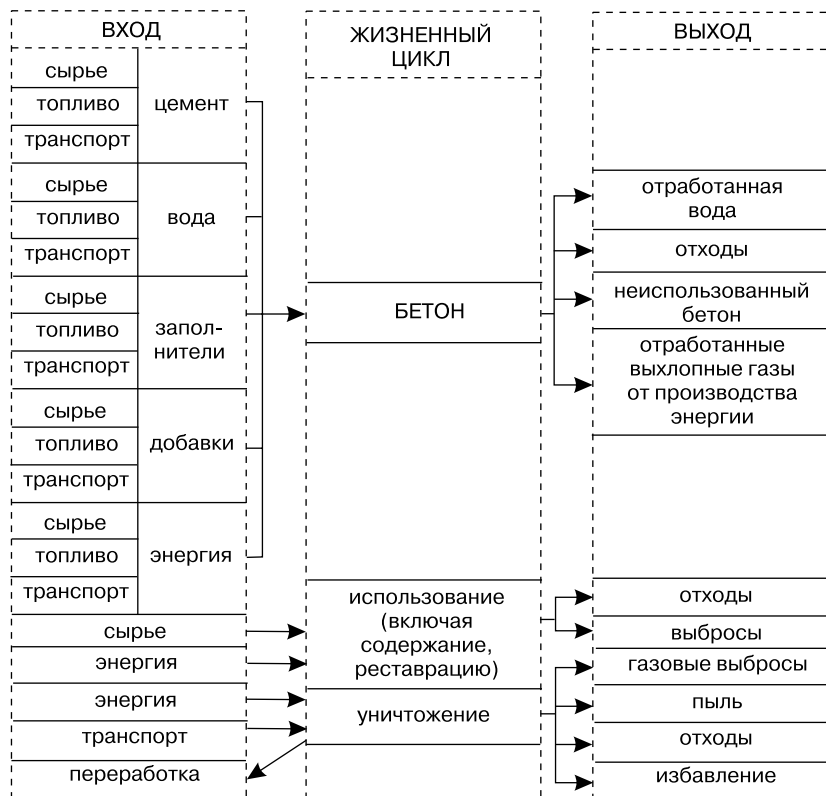 ВХОД
сырье
топливо
транспорт
цемент
сырье
топливо
транспорт
вода
сырье
топливо
транспорт
запол-
нители
сырье
топливо
транспорт
добавки
сырье
топливо
транспорт
энергия
сырье
энергия
энергия
транспорт
переработка
ЖИЗНЕННЫЙ
ЦИКЛ
БЕТОН
использование
(включая
содержание,
реставрацию)
уничтожение
ВЫХОД
отработанная
вода
отходы
неиспользованный
бетон
отработанные
выхлопные газы
от производства
энергии
отходы
выбросы
газовые выбросы
пыль
отходы
избавление